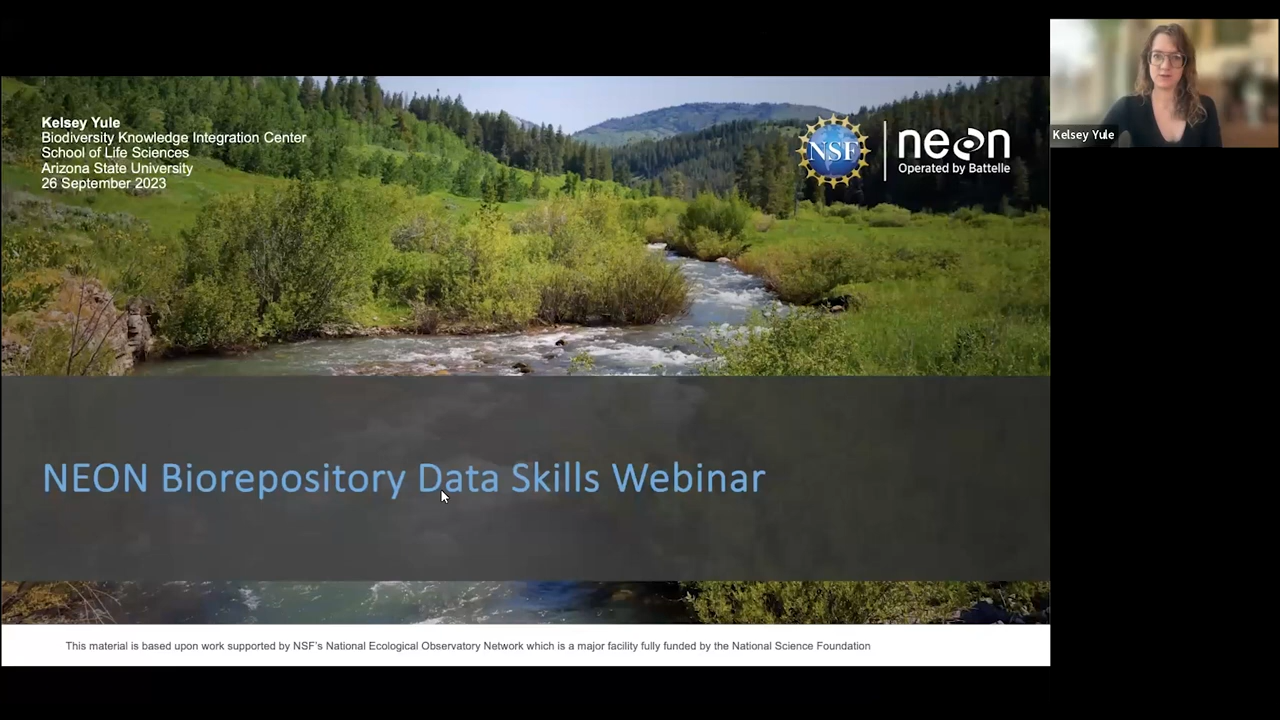 Kelsey Yule
Biodiversity Knowledge Integration Center
School of Life Sciences
Arizona State University
26 September 2023
NSF
neon
Operated by Battelle
Kelsey Yule
NEON Biorepository Data Skills Webinar
This material is based upon work supported by NSF's National Ecological Observatory Network which is a major facility fully funded by the National Science Foundation